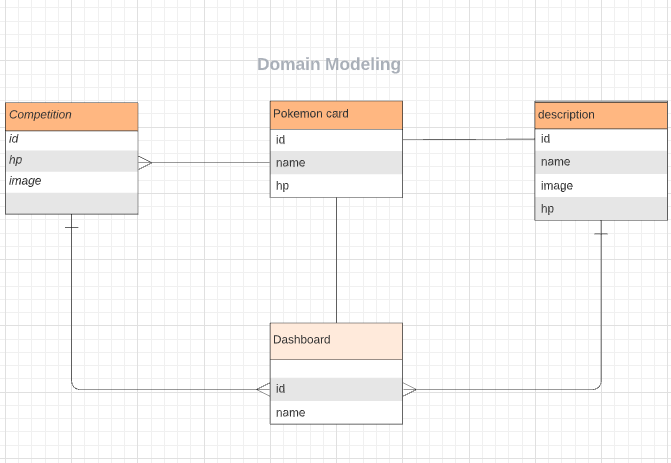 Domain Modeling
Competition
id
hp
image
Pokemon card
id
name
hp
description
id
name
image
hp
Dashboard
id
name